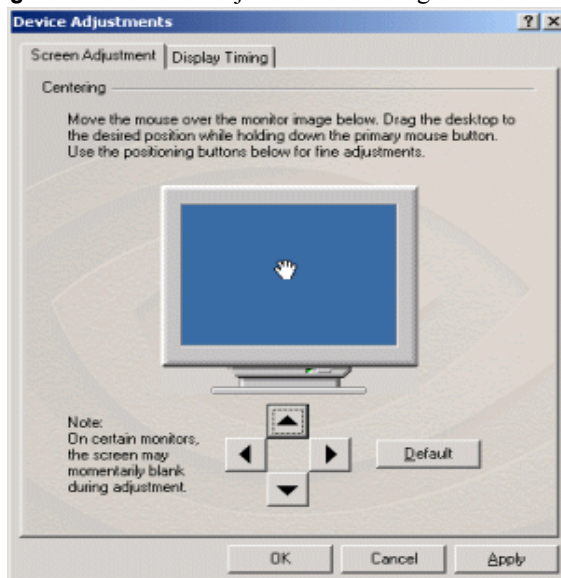 Device Adjustments
Screen Adjustment Display Timing
Centering
Move the mouse over the monitor image below. Drag the desktop to
the desired position while holding down the primary mouse button.
Use the positioning buttons below for fine adjustments.
Note:
On certain monitors,
the screen may
momentarily blank
during adjustment.
Default
OK Cancel Apply